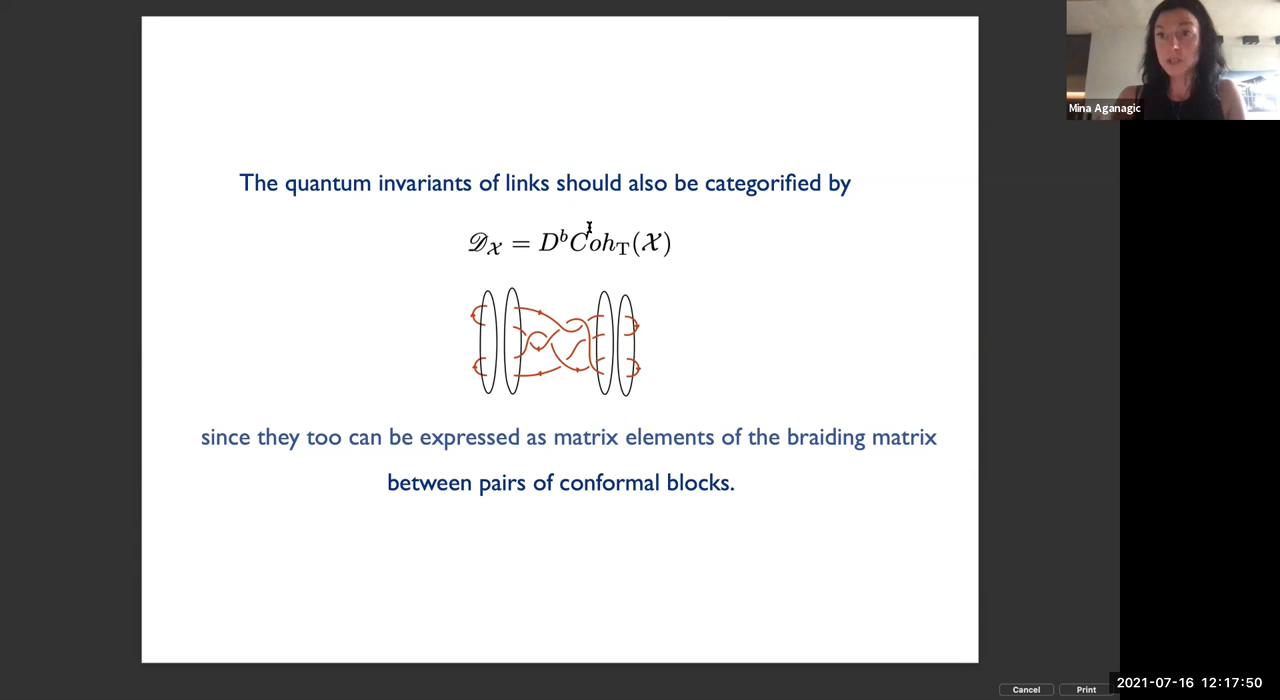 Mina Aganagic
The quantum invariants of links should also be categorified by
𝒟_𝒳 = D^b Coh_T(𝒳)
since they too can be expressed as matrix elements of the braiding matrix
between pairs of conformal blocks.
Cancel Print
2021-07-16 12:17:50